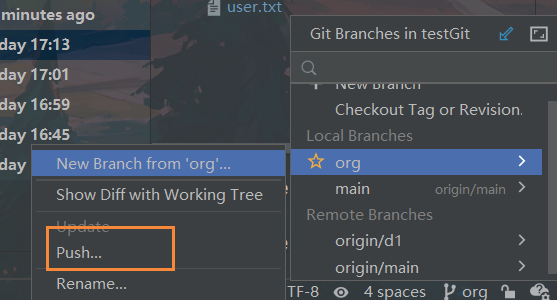 minutes ago
day 17:13
day 17:01
day 16:59
day 16:45
day
user.txt
Git Branches in testGit
New Branch
Checkout Tag or Revision.
Local Branches
org
main origin/main
Remote Branches
origin/d1
origin/main
New Branch from 'org'...
Show Diff with Working Tree
Update
Push...
Rename...
TF-8 4 spaces org